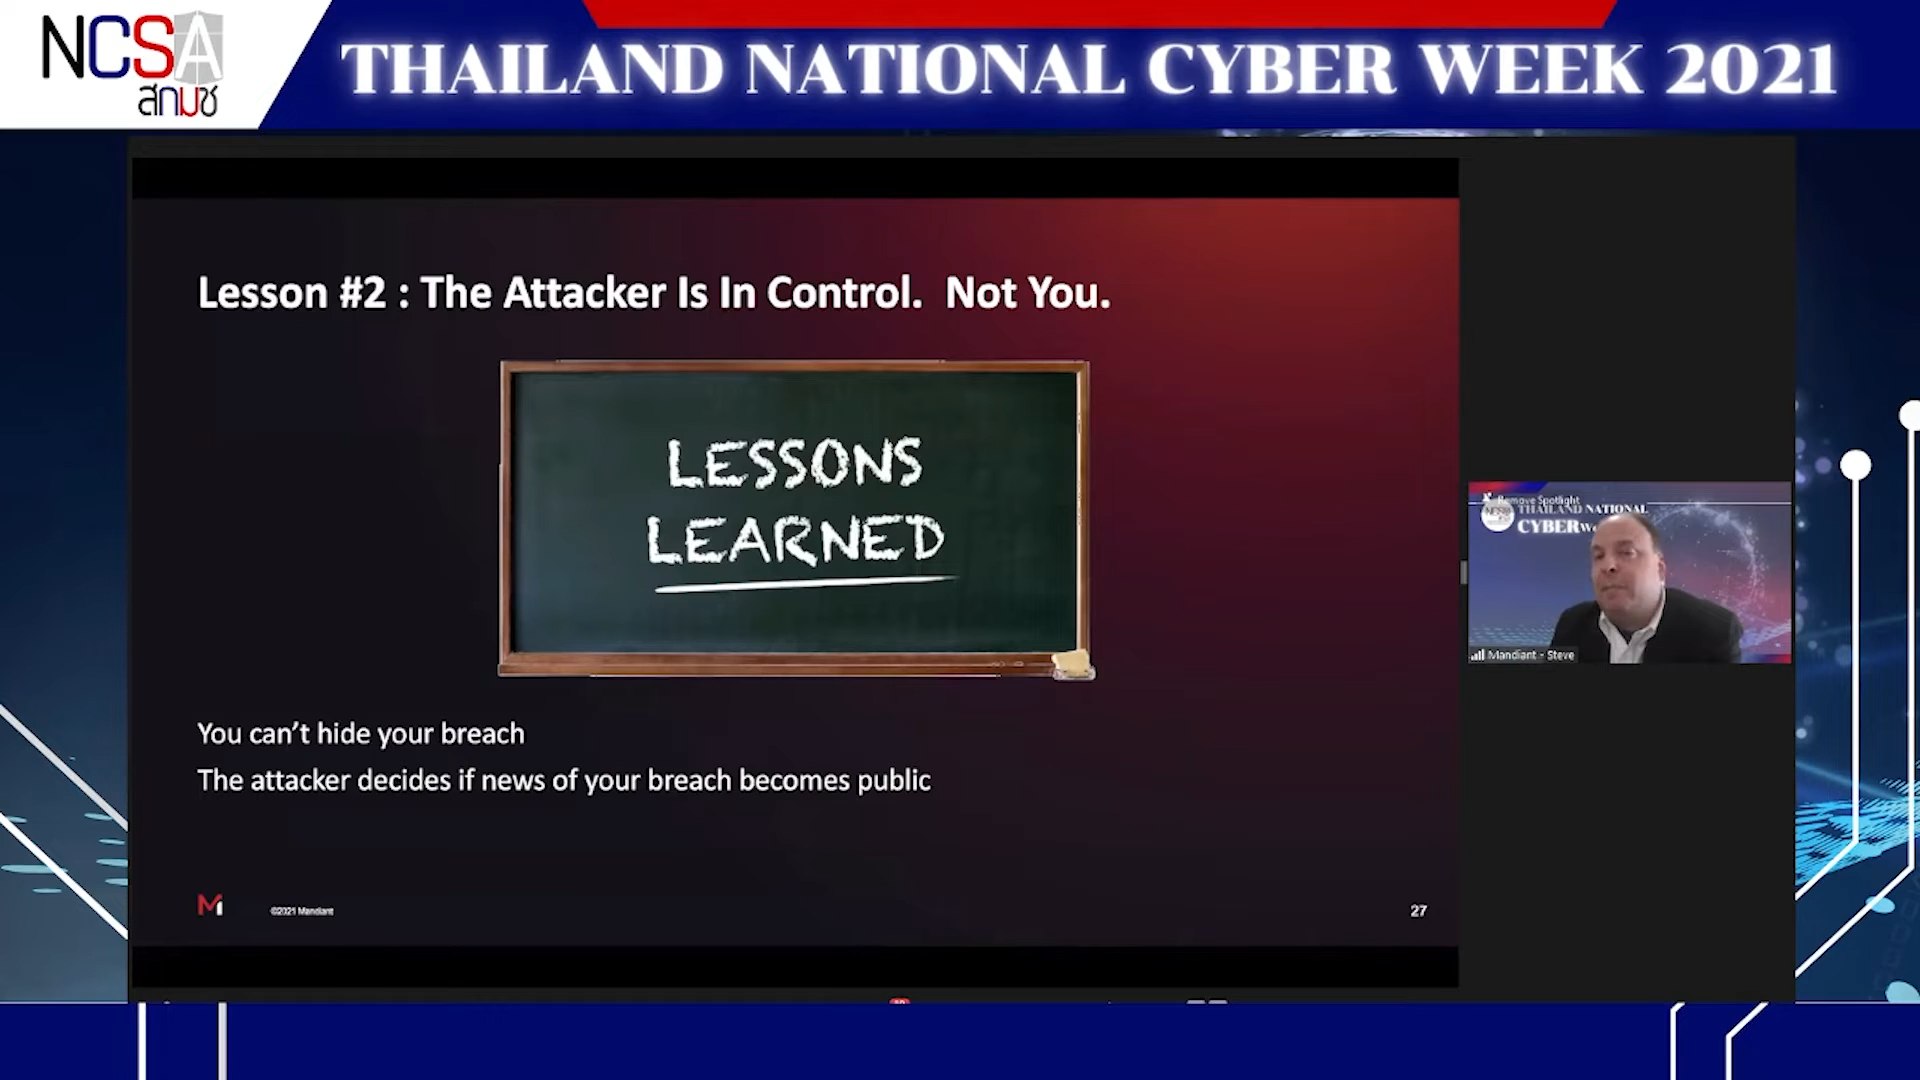 NCSA
สกมช
THAILAND NATIONAL CYBER WEEK 2021
Lesson #2 : The Attacker Is In Control.  Not You.
LESSONS
LEARNED
You can’t hide your breach
The attacker decides if news of your breach becomes public
©2021 Mandiant
27
Remove Spotlight
THAILAND NATIONAL
CYBER
Mandiant - Steve